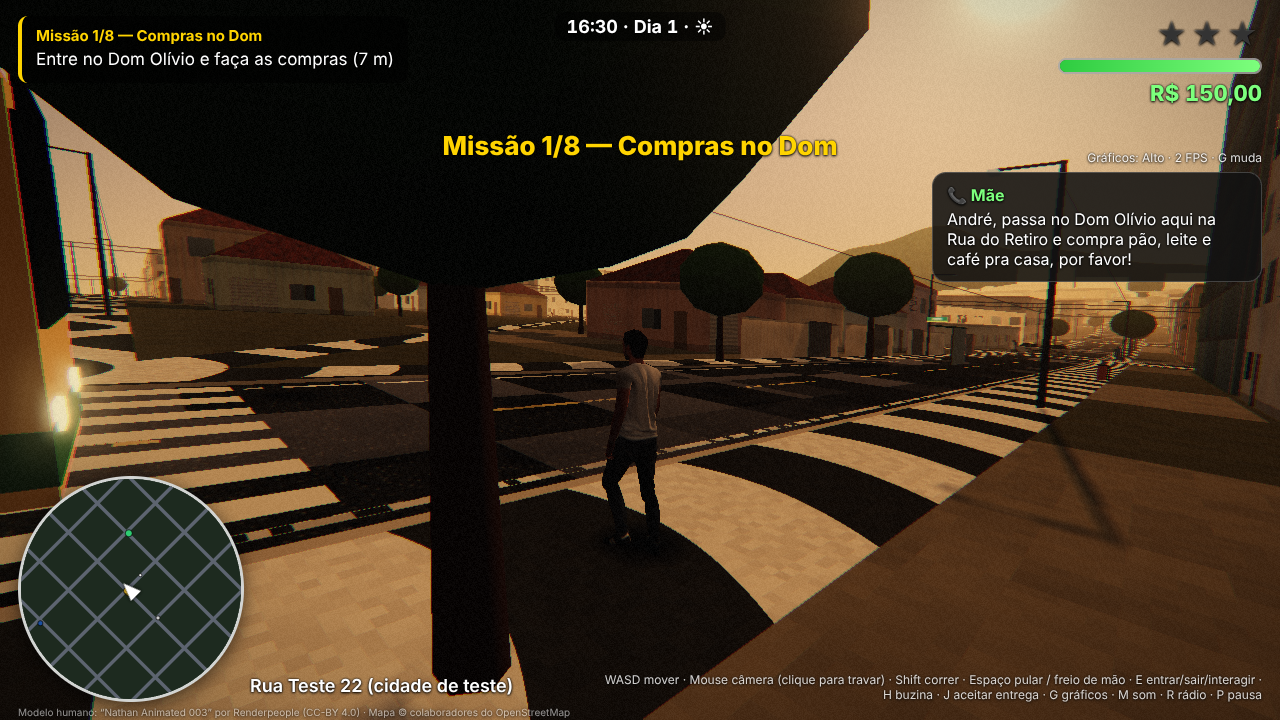 Missão 1/8 — Compras no Dom
Entre no Dom Olívio e faça as compras (7 m)
16:30 · Dia 1 ·
R$ 150,00
Missão 1/8 — Compras no Dom
Gráficos: Alto · 2 FPS · G muda
Mãe
André, passa no Dom Olívio aqui na
Rua do Retiro e compra pão, leite e
café pra casa, por favor!
Rua Teste 22 (cidade de teste)
WASD mover · Mouse câmera (clique para travar) · Shift correr · Espaço pular / freio de mão · E entrar/sair/interagir ·
H buzina · J aceitar entrega · G gráficos · M som · R rádio · P pausa
Modelo humano: “Nathan Animated 003” por Renderpeople (CC-BY 4.0) · Mapa © colaboradores do OpenStreetMap